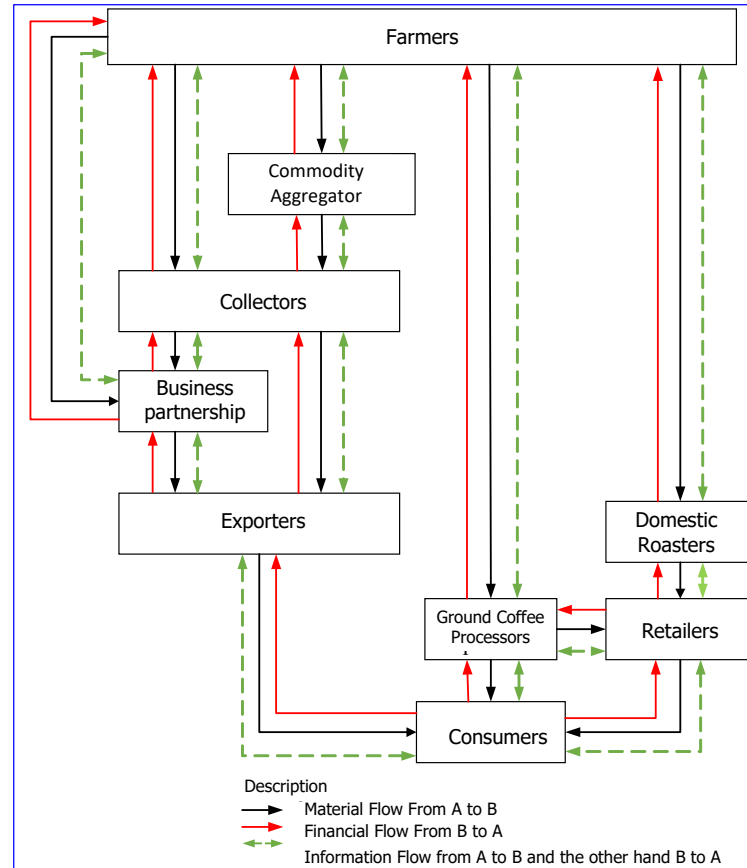 Farmers
Commodity
Aggregator
Collectors
Business
partnership
Exporters
Domestic
Roasters
Ground Coffee
Processors
Retailers
Consumers
Description
Material Flow From A to B
Financial Flow From B to A
Information Flow from A to B and the other hand B to A